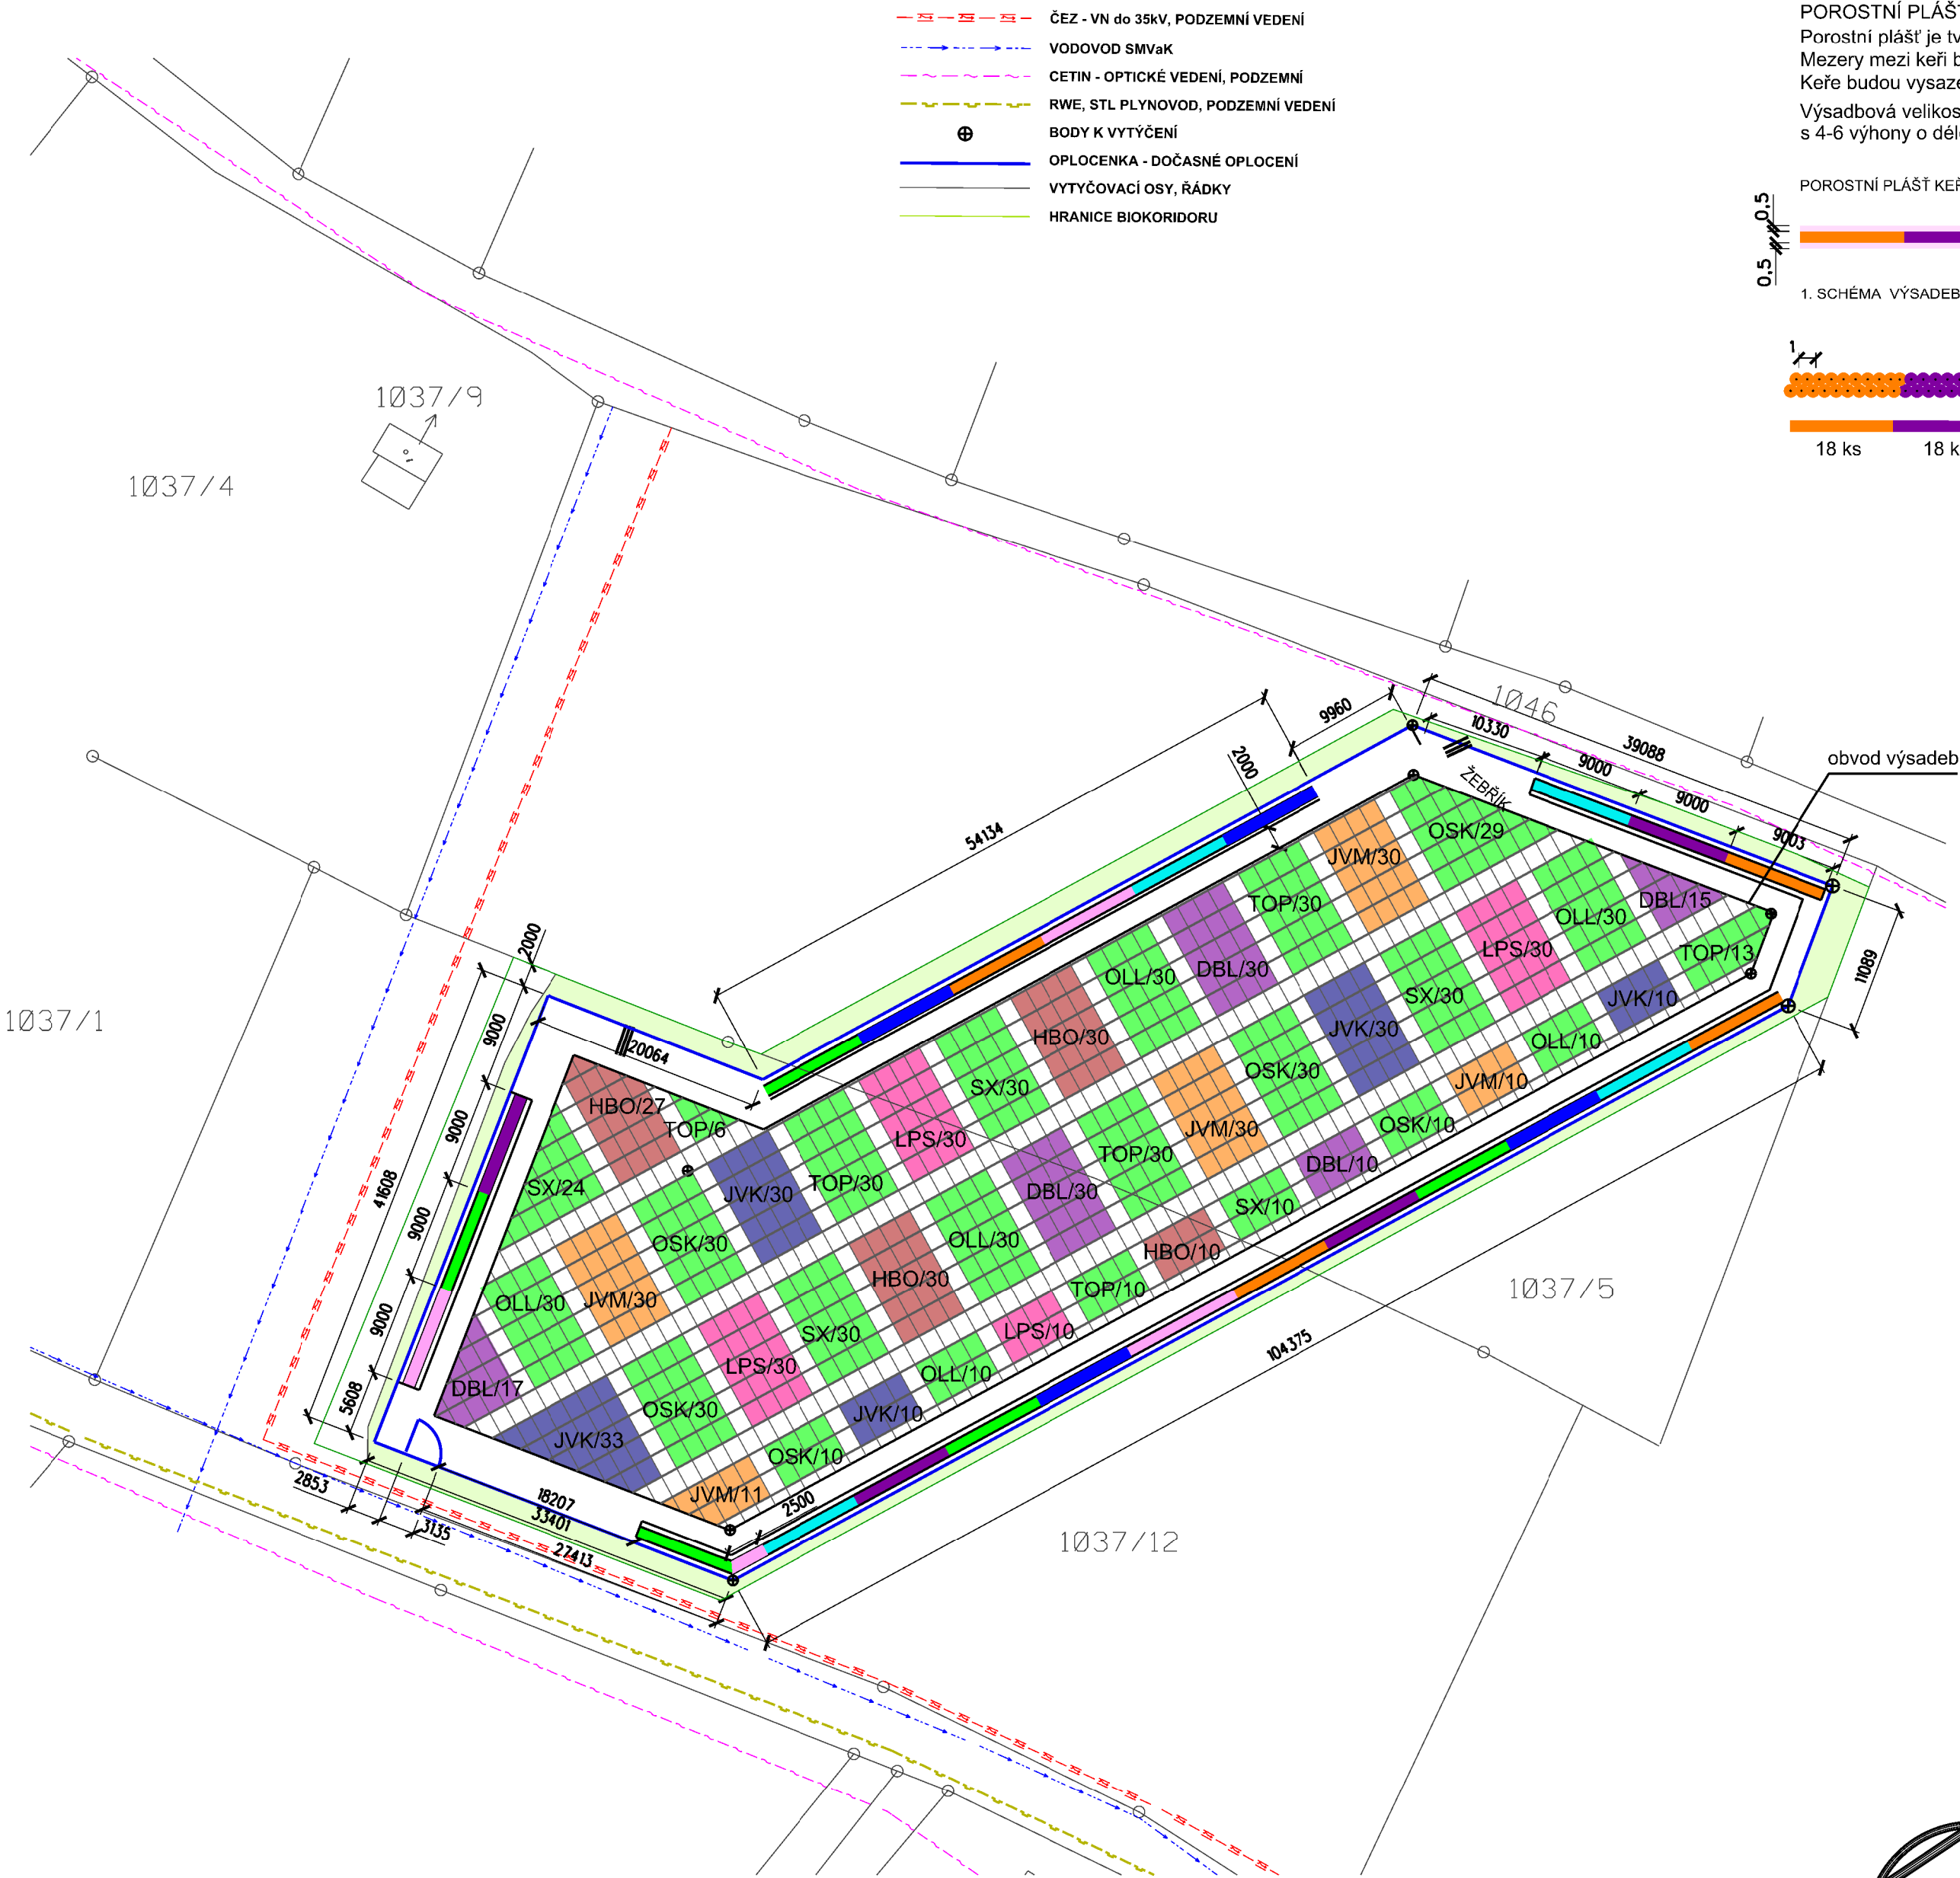 ČEZ - VN do 35kV, PODZEMNÍ VEDENÍ
VODOVOD SMVaK
CETIN - OPTICKÉ VEDENÍ, PODZEMNÍ
RWE, STL PLYNOVOD, PODZEMNÍ VEDENÍ
BODY K VYTÝČENÍ
OPLOCENKA - DOČASNÉ OPLOCENÍ
VYTYČOVACÍ OSY, ŘÁDKY
HRANICE BIOKORIDORU
POROSTNÍ PLÁŠŤ
Porostní plášť je tv
Mezery mezi keři b
Keře budou vysaze
Výsadbová velikos
s 4-6 výhony o dél
POROSTNÍ PLÁŠŤ KEŘ
0,5
0,5
1. SCHÉMA VÝSADEB
1
18 ks
18 k
1037/9
1037/4
1037/1
1046
1037/5
1037/12
obvod výsadeb
ŽEBŘÍK
9960
10330
39088
9000
9000
9003
11089
2000
54134
2000
9000
20064
9000
41608
9000
9000
5608
2853
18207
33401
3135
27413
2500
104375
OSK/29
JVM/30
TOP/30
DBL/30
OLL/30
HBO/30
SX/30
LPS/30
TOP/30
JVK/30
TOP/6
HBO/27
SX/24
DBL/15
OLL/30
LPS/30
SX/30
JVK/30
OSK/30
JVM/30
TOP/30
DBL/30
OLL/30
HBO/30
SX/30
LPS/30
OSK/30
JVK/33
OSK/30
JVM/30
OLL/30
DBL/17
TOP/13
JVK/10
OLL/10
JVM/10
OSK/10
DBL/10
SX/10
HBO/10
TOP/10
LPS/10
OLL/10
JVK/10
OSK/10
JVM/11